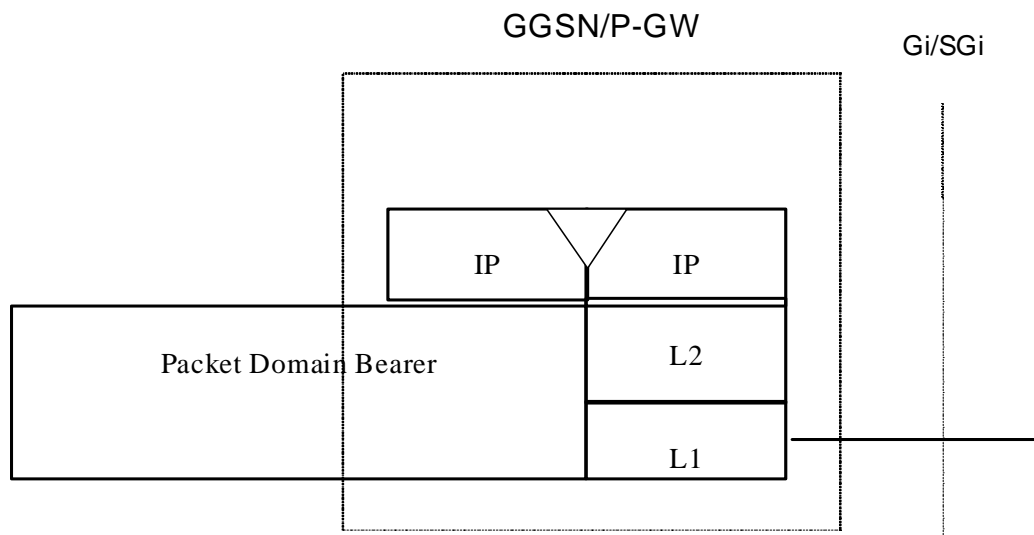 GGSN/P-GW
Gi/SGi
IP
IP
Packet Domain Bearer
L2
L1